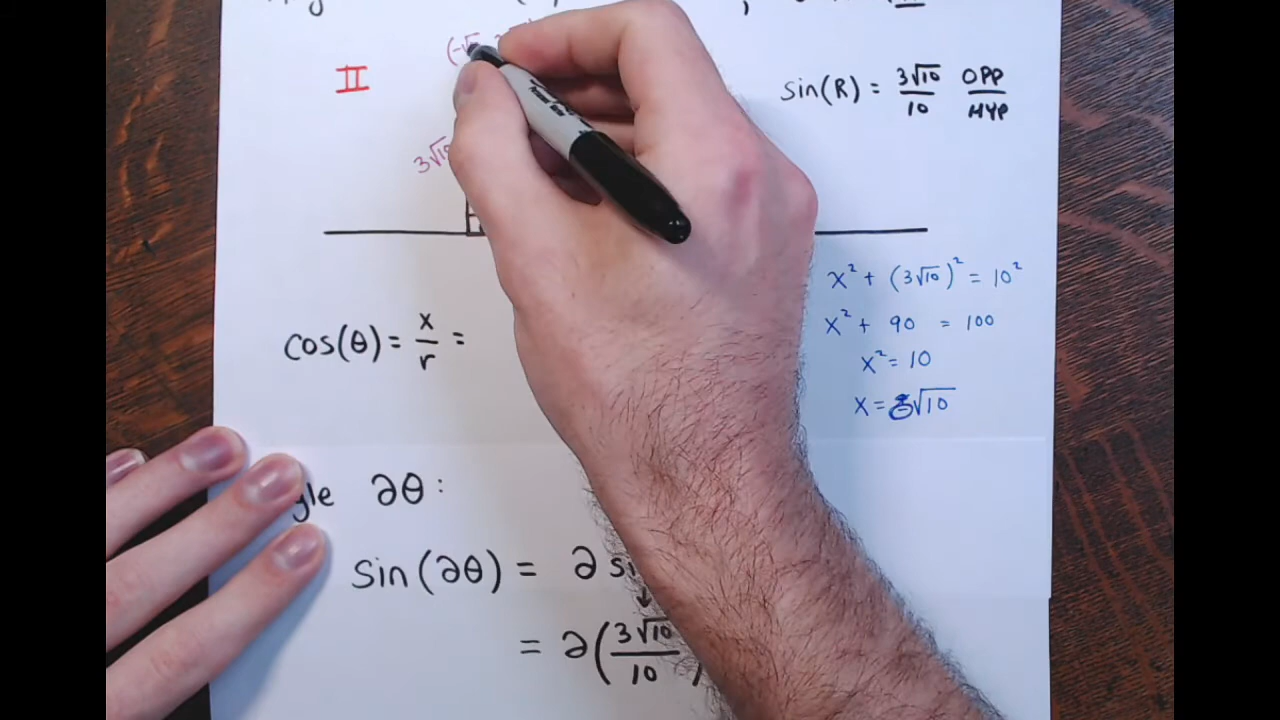 II
(-√
sin(R) = 3√10/10 OPP/HYP
3√10
x² + (3√10)² = 10²
x² + 90 = 100
x² = 10
x = √10
cos(θ) = x/r =
gle 2θ:
sin(2θ) = 2 s
= 2(3√10/10